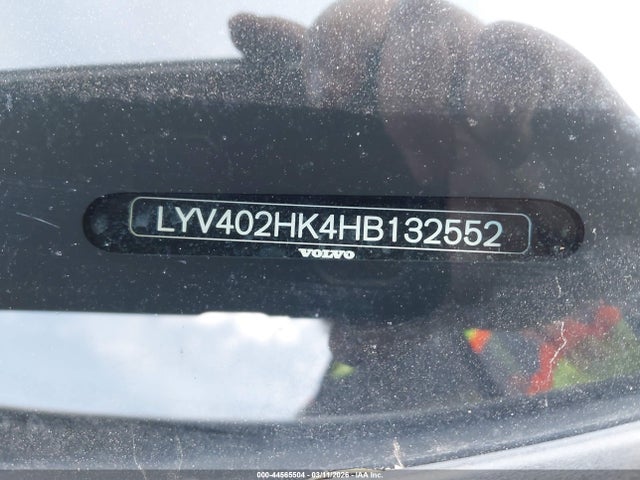 LYV402HK4HB132552
VOLVO
000-44565504 - 03/11/2026 - IAA Inc.